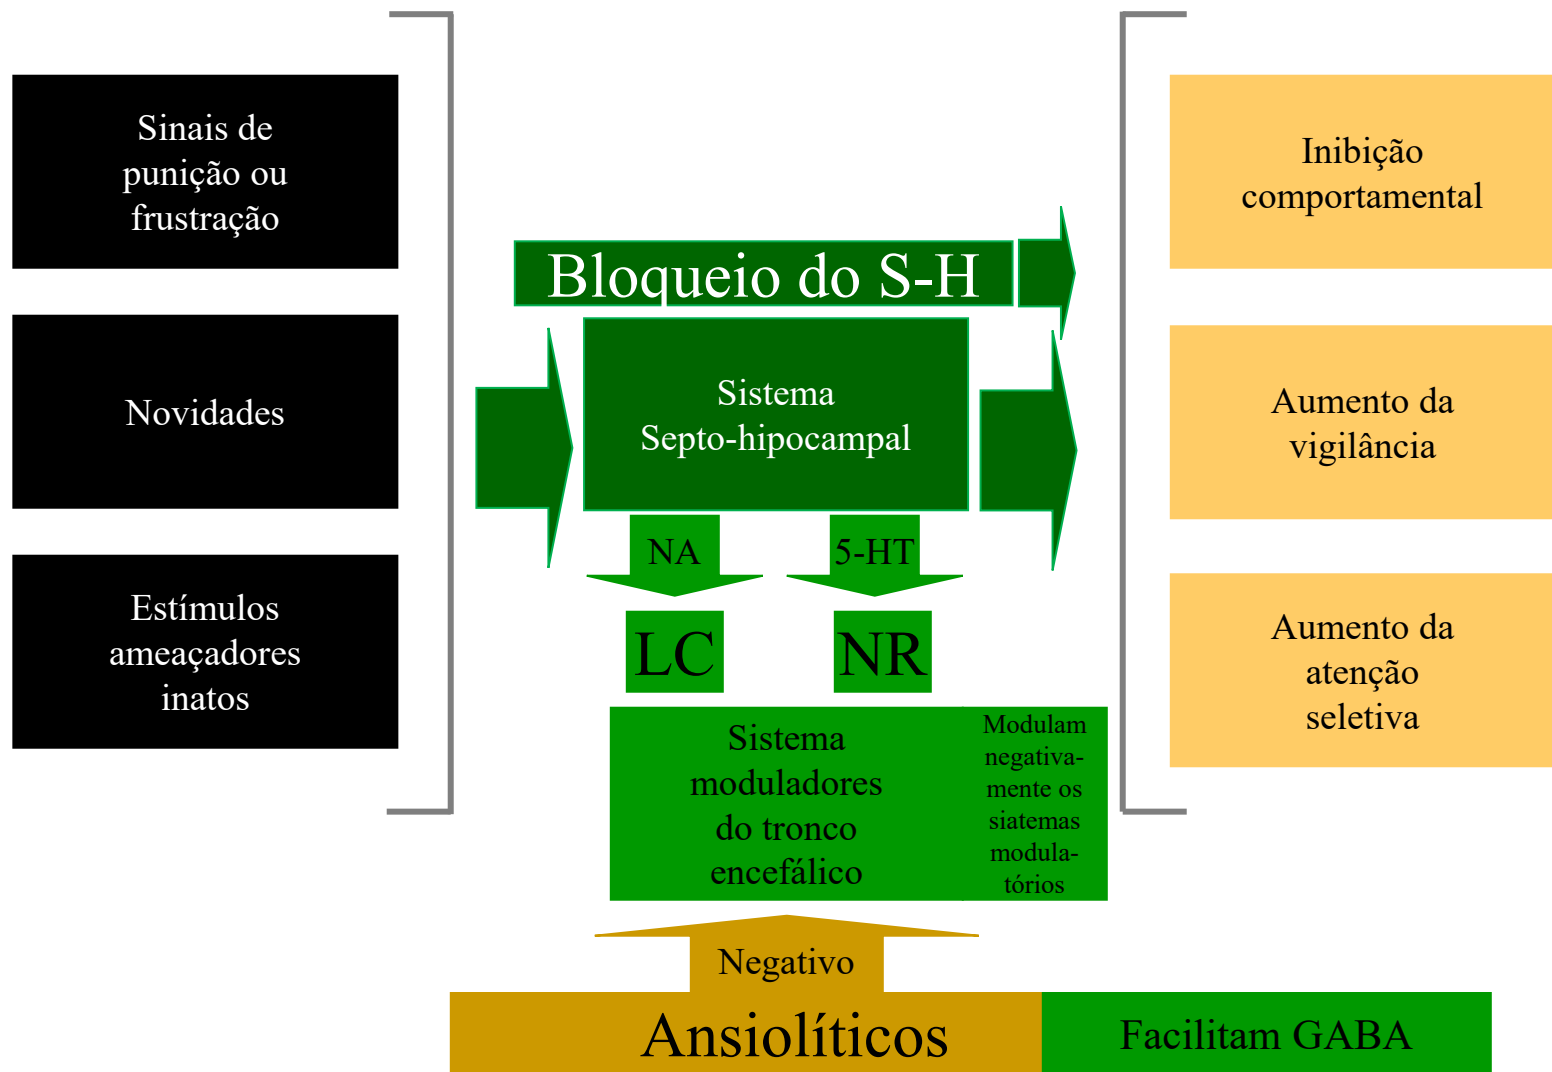 Sinais de
punição ou
frustração
Novidades
Estímulos
ameaçadores
inatos
Bloqueio do S-H
Sistema
Septo-hipocampal
NA
5-HT
LC
NR
Sistema
moduladores
do tronco
encefálico
Modulam
negativa-
mente os
siatemas
modula-
tórios
Negativo
Ansiolíticos
Facilitam GABA
Inibição
comportamental
Aumento da
vigilância
Aumento da
atenção
seletiva